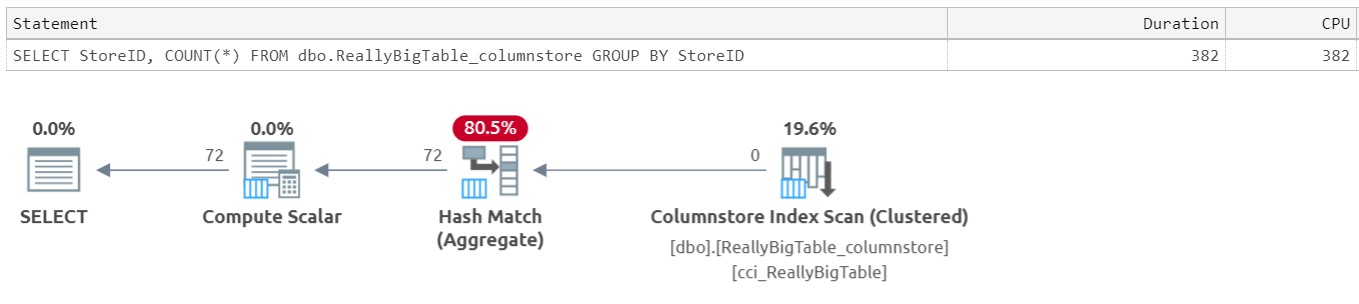 Statement Duration CPU
SELECT StoreID, COUNT(*) FROM dbo.ReallyBigTable_columnstore GROUP BY StoreID 382 382
0.0% 0.0% 80.5% 19.6%
72 72 0
SELECT Compute Scalar Hash Match Columnstore Index Scan (Clustered)
(Aggregate) [dbo].[ReallyBigTable_columnstore]
[cci_ReallyBigTable]